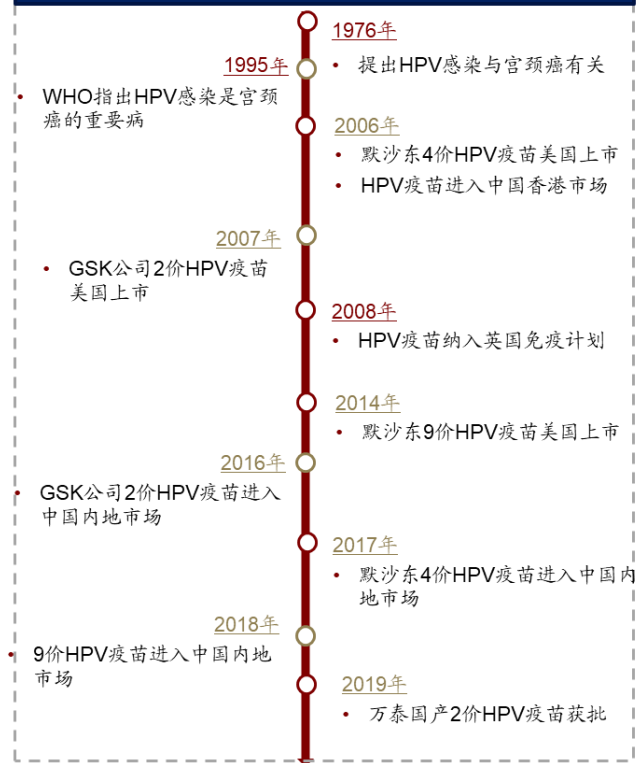 1976年
• 提出HPV感染与宫颈癌有关
1995年
• WHO指出HPV感染是宫颈
癌的重要病
2006年
• 默沙东4价HPV疫苗美国上市
• HPV疫苗进入中国香港市场
2007年
• GSK公司2价HPV疫苗
美国上市
2008年
• HPV疫苗纳入英国免疫计划
2014年
• 默沙东9价HPV疫苗美国上市
2016年
• GSK公司2价HPV疫苗进入
中国内地市场
2017年
• 默沙东4价HPV疫苗进入中国内
地市场
2018年
• 9价HPV疫苗进入中国内地
市场
2019年
• 万泰国产2价HPV疫苗获批